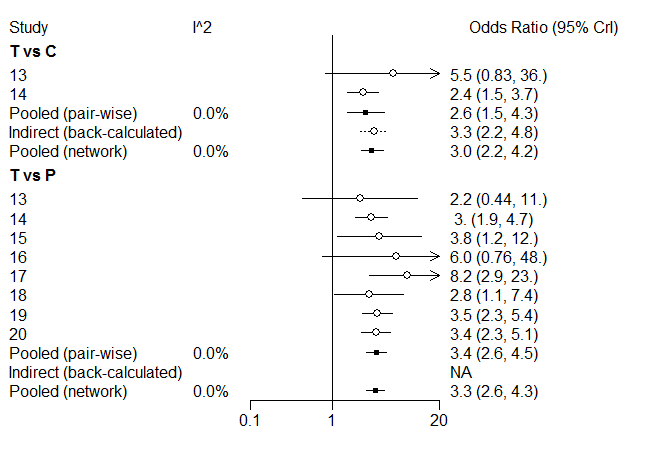 Study I^2 Odds Ratio (95% CrI)
T vs C
13 5.5 (0.83, 36.)
14 2.4 (1.5, 3.7)
Pooled (pair-wise) 0.0% 2.6 (1.5, 4.3)
Indirect (back-calculated) 3.3 (2.2, 4.8)
Pooled (network) 0.0% 3.0 (2.2, 4.2)
T vs P
13 2.2 (0.44, 11.)
14 3. (1.9, 4.7)
15 3.8 (1.2, 12.)
16 6.0 (0.76, 48.)
17 8.2 (2.9, 23.)
18 2.8 (1.1, 7.4)
19 3.5 (2.3, 5.4)
20 3.4 (2.3, 5.1)
Pooled (pair-wise) 0.0% 3.4 (2.6, 4.5)
Indirect (back-calculated) NA
Pooled (network) 0.0% 3.3 (2.6, 4.3)
0.1 1 20